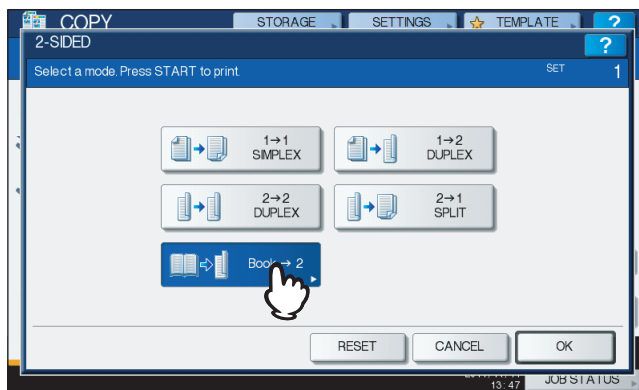 COPY
STORAGE
SETTINGS
TEMPLATE
?
2-SIDED
?
Select a mode. Press START to print.
SET
1
1→1
SIMPLEX
1→2
DUPLEX
2→2
DUPLEX
2→1
SPLIT
Book → 2
RESET
CANCEL
OK
13:47
JOB STATUS